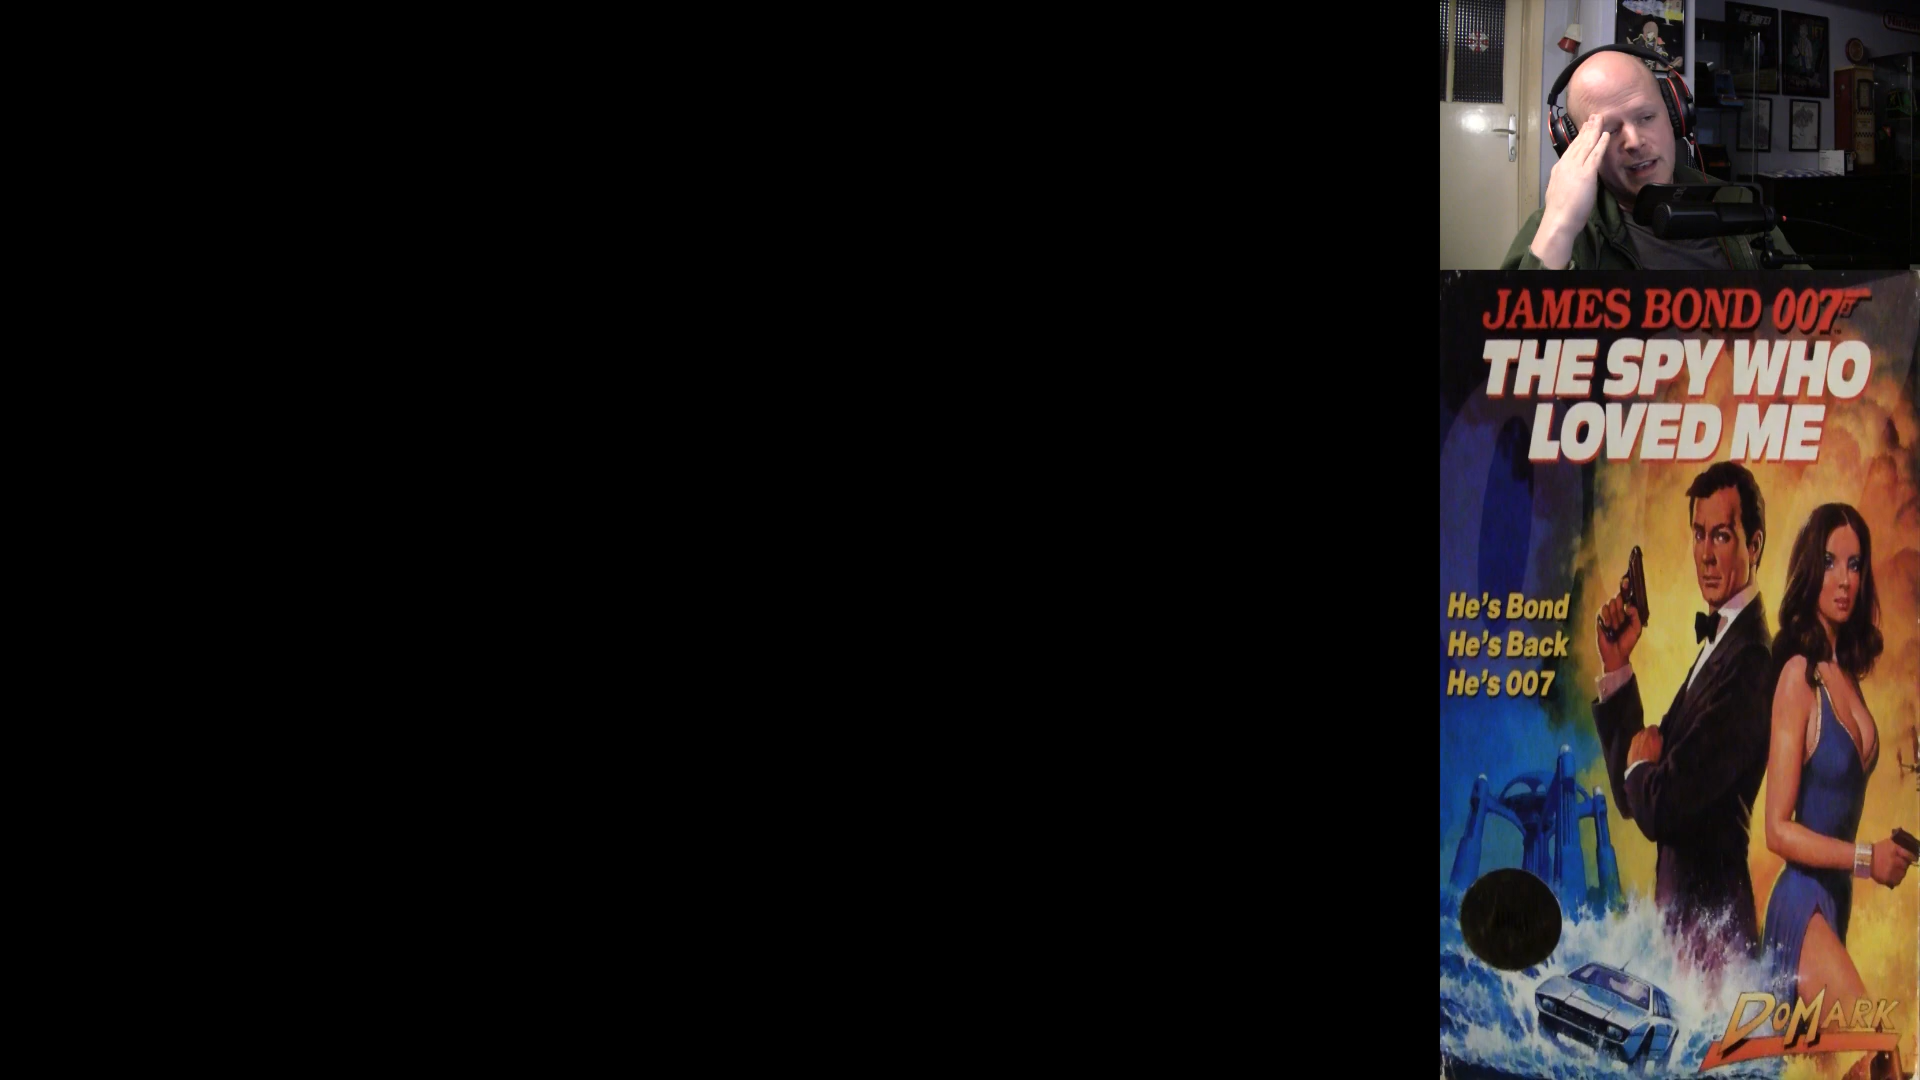 JAMES BOND 007
THE SPY WHO
LOVED ME
He's Bond
He's Back
He's 007
DOMARK